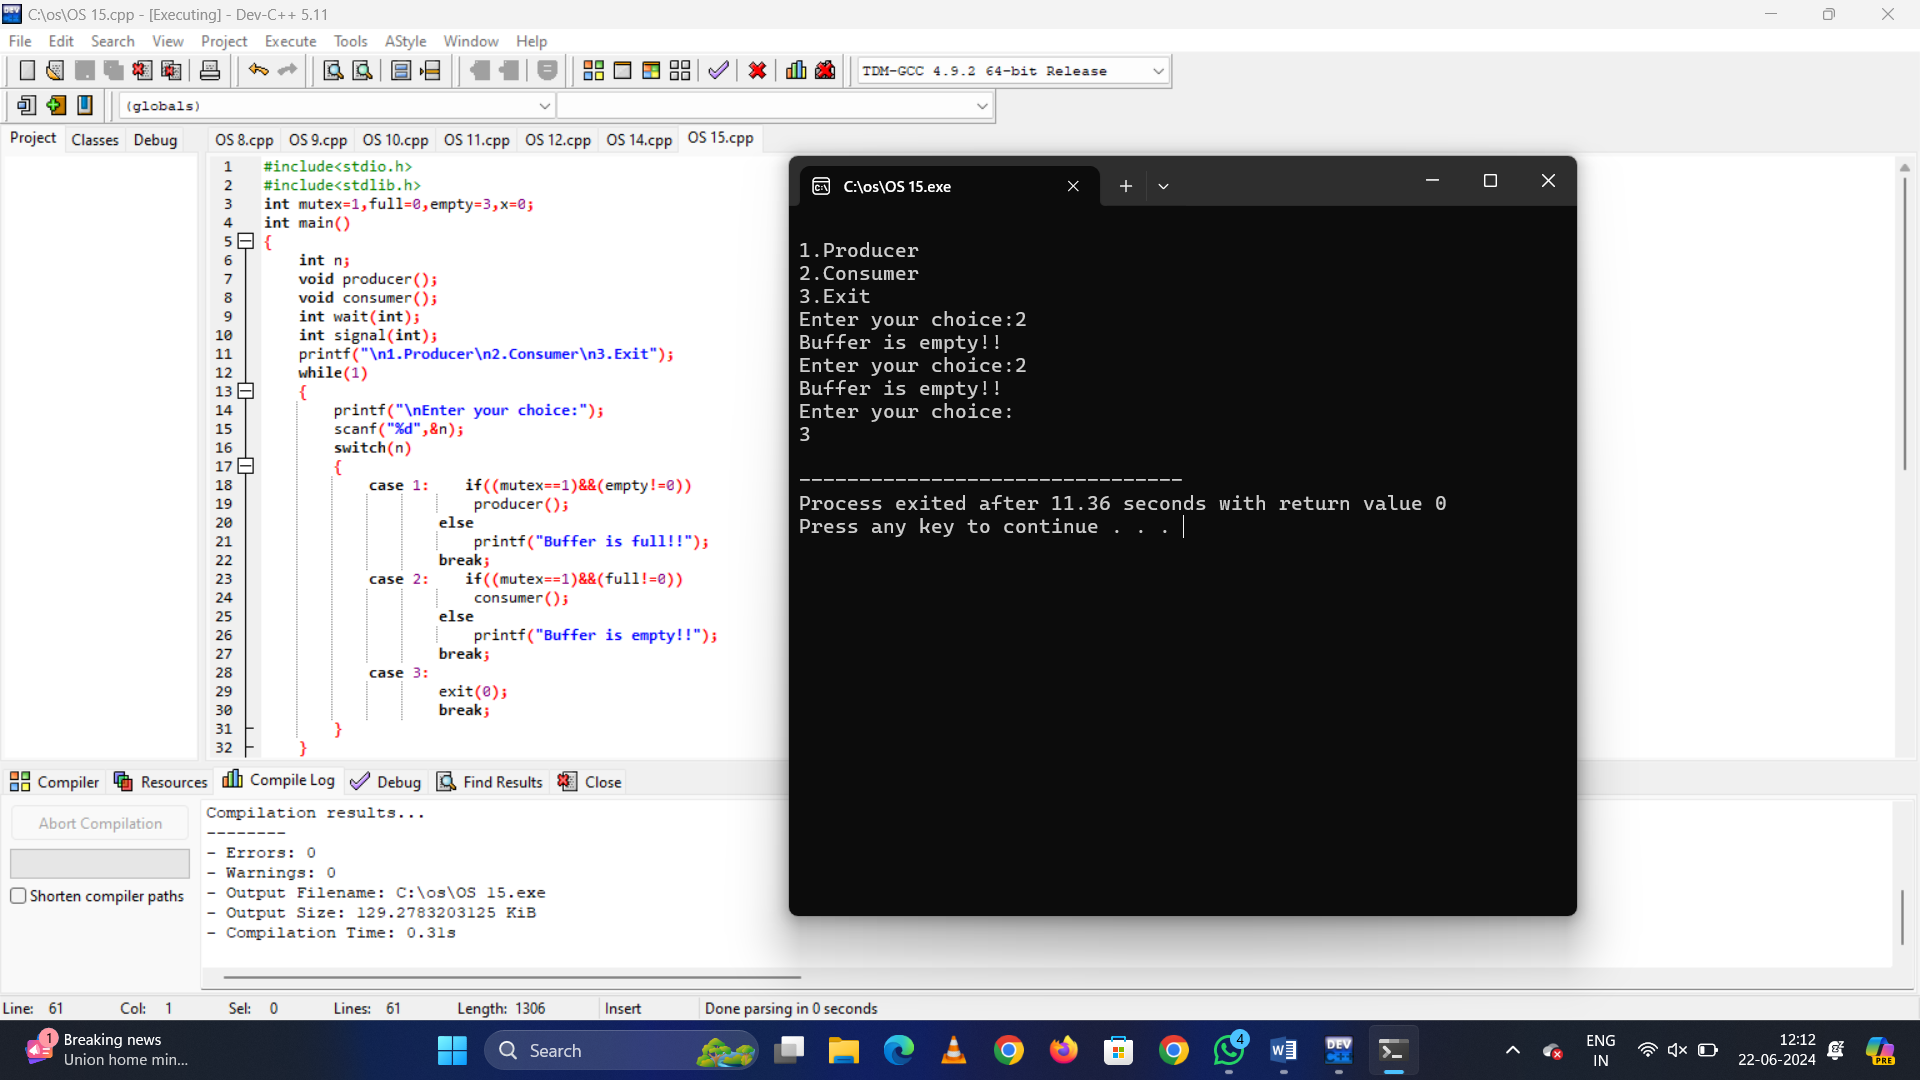 C:\os\OS 15.cpp - [Executing] - Dev-C++ 5.11
File Edit Search View Project Execute Tools AStyle Window Help
TDM-GCC 4.9.2 64-bit Release
(globals)
Project Classes Debug
OS 8.cpp OS 9.cpp OS 10.cpp OS 11.cpp OS 12.cpp OS 14.cpp OS 15.cpp
1 #include<stdio.h>
2 #include<stdlib.h>
3 int mutex=1,full=0,empty=3,x=0;
4 int main()
5 {
6 int n;
7 void producer();
8 void consumer();
9 int wait(int);
10 int signal(int);
11 printf("\n1.Producer\n2.Consumer\n3.Exit");
12 while(1)
13 {
14 printf("\nEnter your choice:");
15 scanf("%d",&n);
16 switch(n)
17 {
18 case 1: if((mutex==1)&&(empty!=0))
19 producer();
20 else
21 printf("Buffer is full!!");
22 break;
23 case 2: if((mutex==1)&&(full!=0))
24 consumer();
25 else
26 printf("Buffer is empty!!");
27 break;
28 case 3:
29 exit(0);
30 break;
31 }
32 }
C:\os\OS 15.exe
1.Producer
2.Consumer
3.Exit
Enter your choice:2
Buffer is empty!!
Enter your choice:2
Buffer is empty!!
Enter your choice:
3
--------------------------------
Process exited after 11.36 seconds with return value 0
Press any key to continue . . .
Compiler Resources Compile Log Debug Find Results Close
Abort Compilation
Shorten compiler paths
Compilation results...
--------
- Errors: 0
- Warnings: 0
- Output Filename: C:\os\OS 15.exe
- Output Size: 129.2783203125 KiB
- Compilation Time: 0.31s
Line: 61 Col: 1 Sel: 0 Lines: 61 Length: 1306 Insert Done parsing in 0 seconds
1
Breaking news
Union home min...
Search
4
DEV
PRE
ENG
IN
12:12
22-06-2024